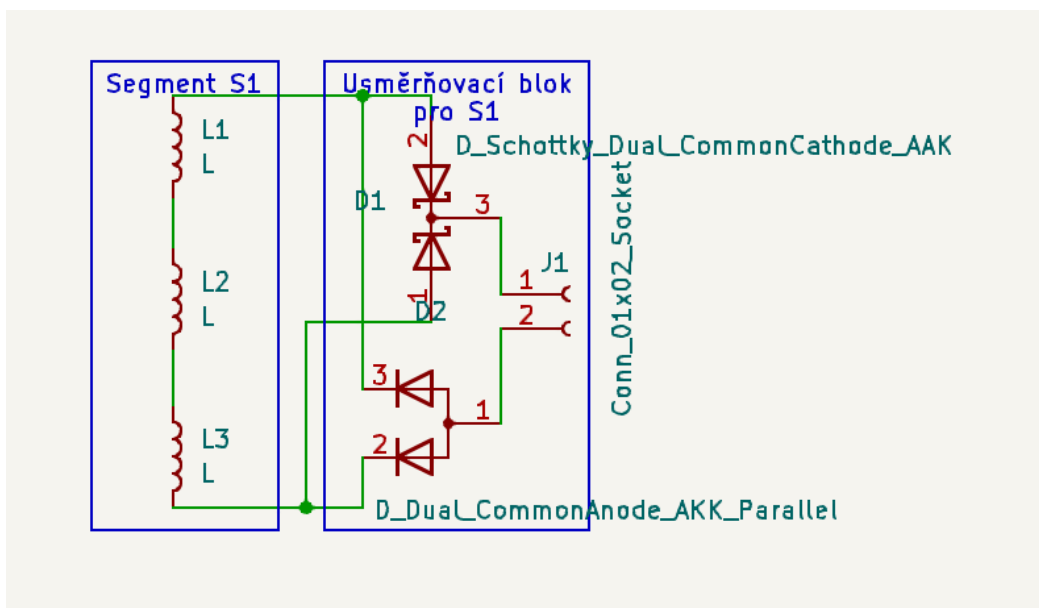 Segment S1
Usměrňovací blok
pro S1
L1
L
2
D_Schottky_Dual_CommonCathode_AAK
D1
3
L2
L
1
D2
J1
1
2
Conn_01x02_Socket
3
1
L3
L
2
D_Dual_CommonAnode_AKK_Parallel